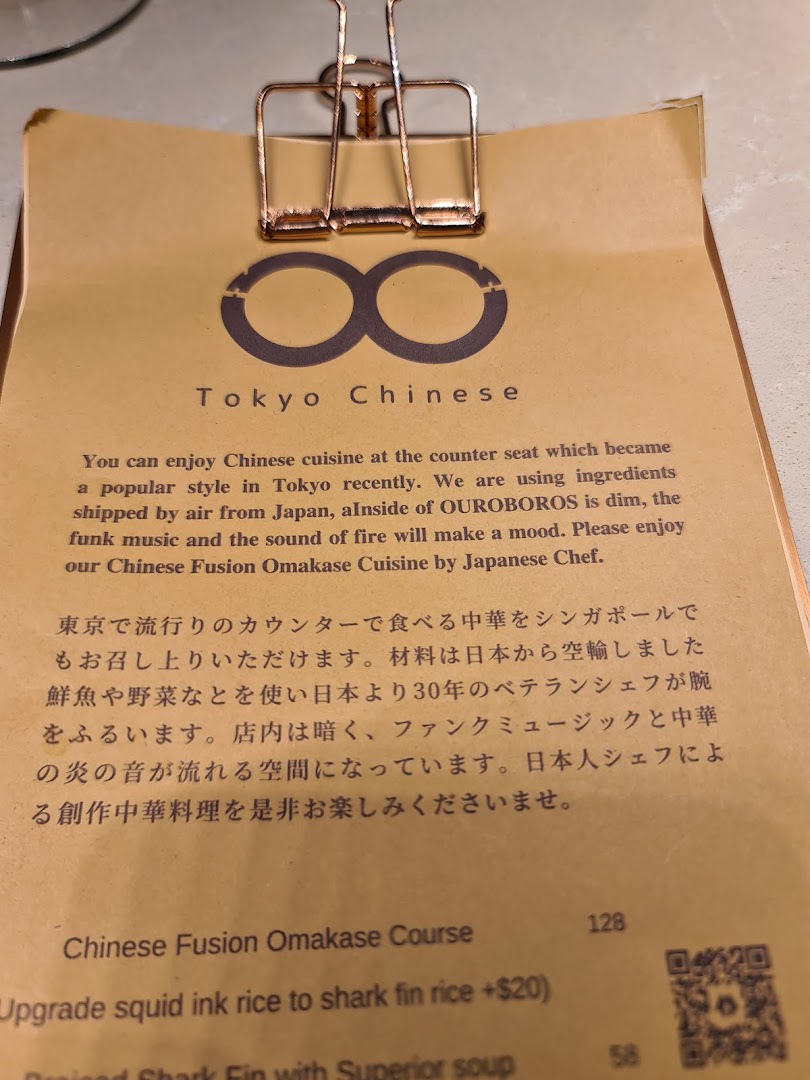 Tokyo Chinese
You can enjoy Chinese cuisine at the counter seat which became
a popular style in Tokyo recently. We are using ingredients
shipped by air from Japan, aInside of OUROBOROS is dim, the
funk music and the sound of fire will make a mood. Please enjoy
our Chinese Fusion Omakase Cuisine by Japanese Chef.
東京で流行りのカウンターで食べる中華をシンガポールで
もお召し上りいただけます。材料は日本から空輸しました
鮮魚や野菜なとを使い日本より30年のベテランシェフが腕
をふるいます。店内は暗く、ファンクミュージックと中華
の炎の音が流れる空間になっています。日本人シェフによ
る創作中華料理を是非お楽しみくださいませ。
Chinese Fusion Omakase Course 128
Upgrade squid ink rice to shark fin rice +$20)
Braised Shark Fin with Superior soup 58